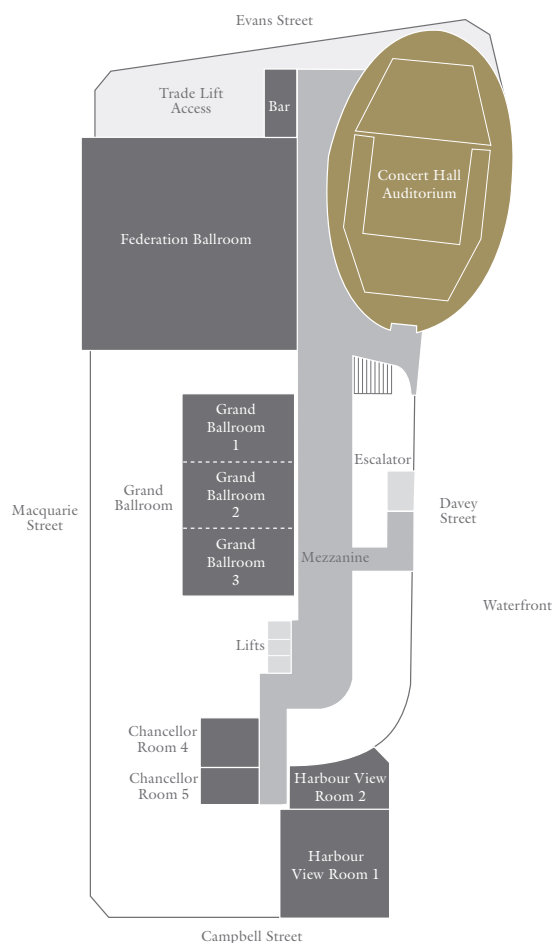 Evans Street
Trade Lift
Access
Bar
Concert Hall
Auditorium
Federation Ballroom
Grand
Ballroom
1
Escalator
Grand
Ballroom
Grand
Ballroom
2
Macquarie
Street
Davey
Street
Grand
Ballroom
3
Mezzanine
Waterfront
Lifts
Chancellor
Room 4
Chancellor
Room 5
Harbour View
Room 2
Harbour
View Room 1
Campbell Street